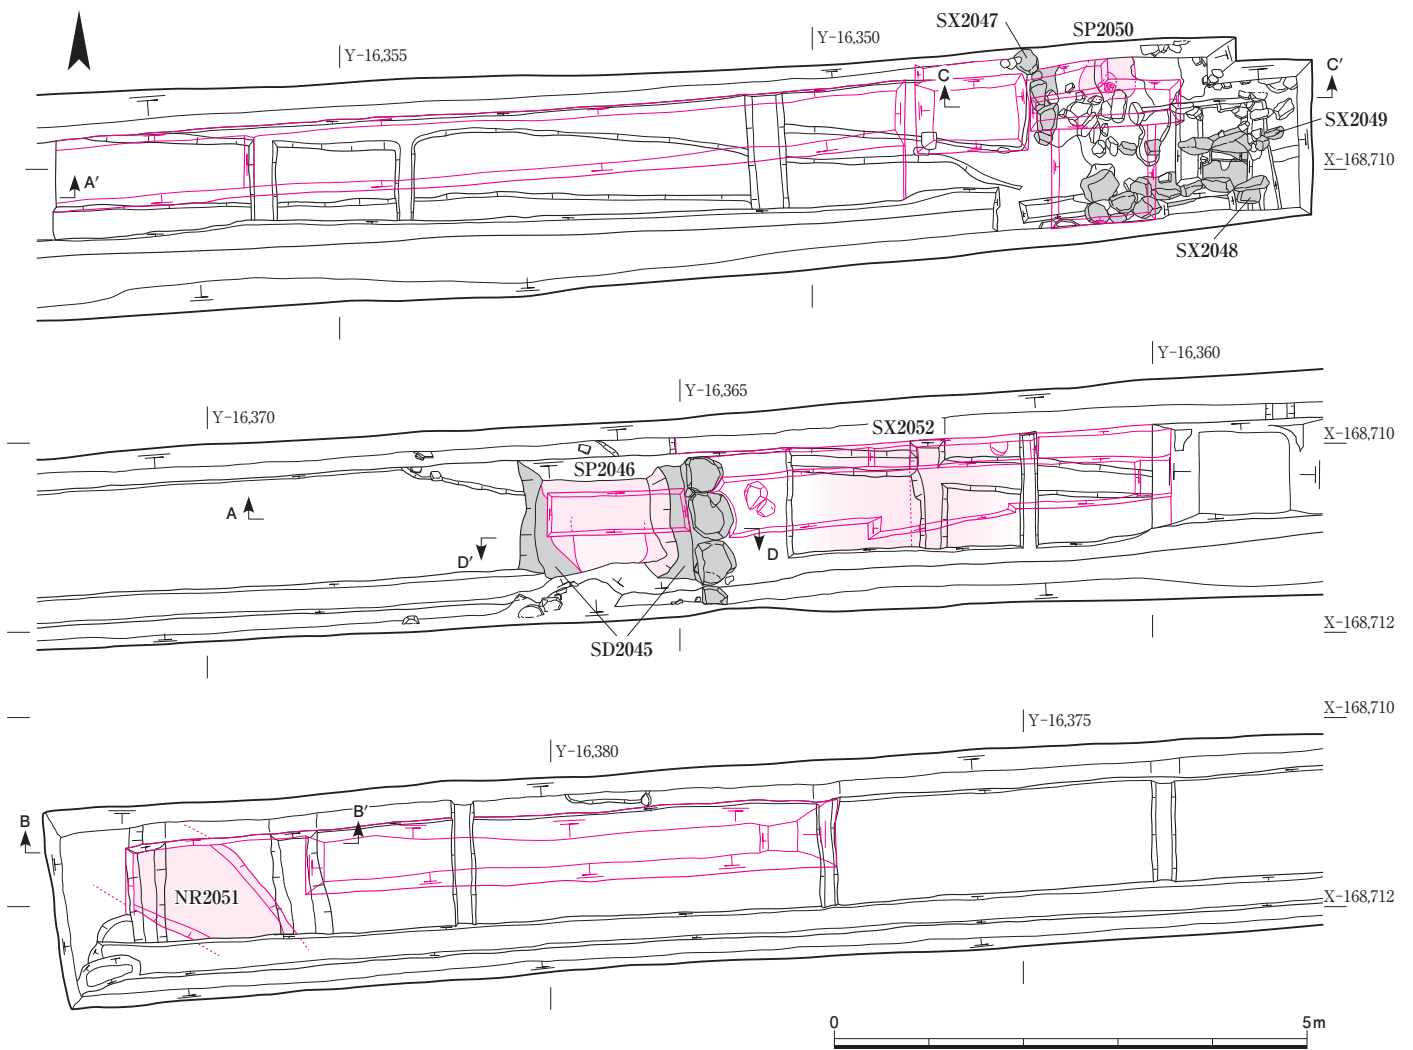 SX2047
SP2050
Y-16,355
Y-16,350
C
C′
SX2049
X-168,710
A′
SX2048
Y-16,360
Y-16,370
Y-16,365
SX2052
X-168,710
SP2046
A
D′
D
SD2045
X-168,712
X-168,710
Y-16,375
Y-16,380
B
B′
NR2051
X-168,712
0
5m